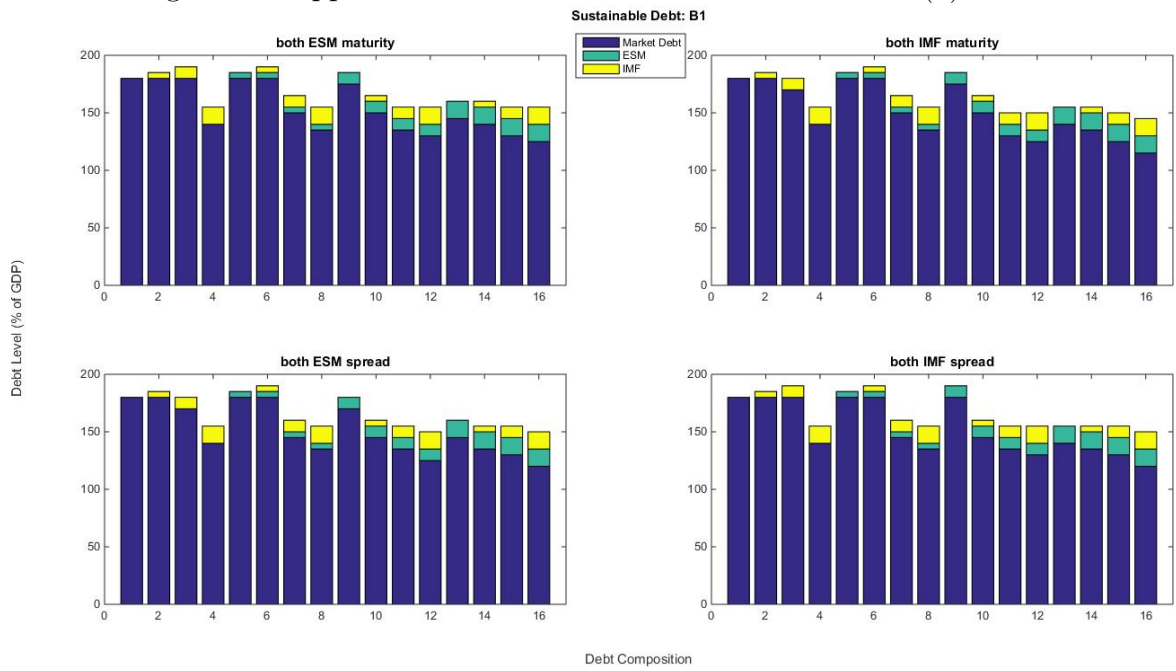 Sustainable Debt: B1
both ESM maturity
Market Debt
ESM
IMF
both IMF maturity
200
150
100
50
0
0 2 4 6 8 10 12 14 16
200
150
100
50
0
0 2 4 6 8 10 12 14 16
Debt Level (% of GDP)
both ESM spread
200
150
100
50
0
0 2 4 6 8 10 12 14 16
both IMF spread
200
150
100
50
0
0 2 4 6 8 10 12 14 16
Debt Composition